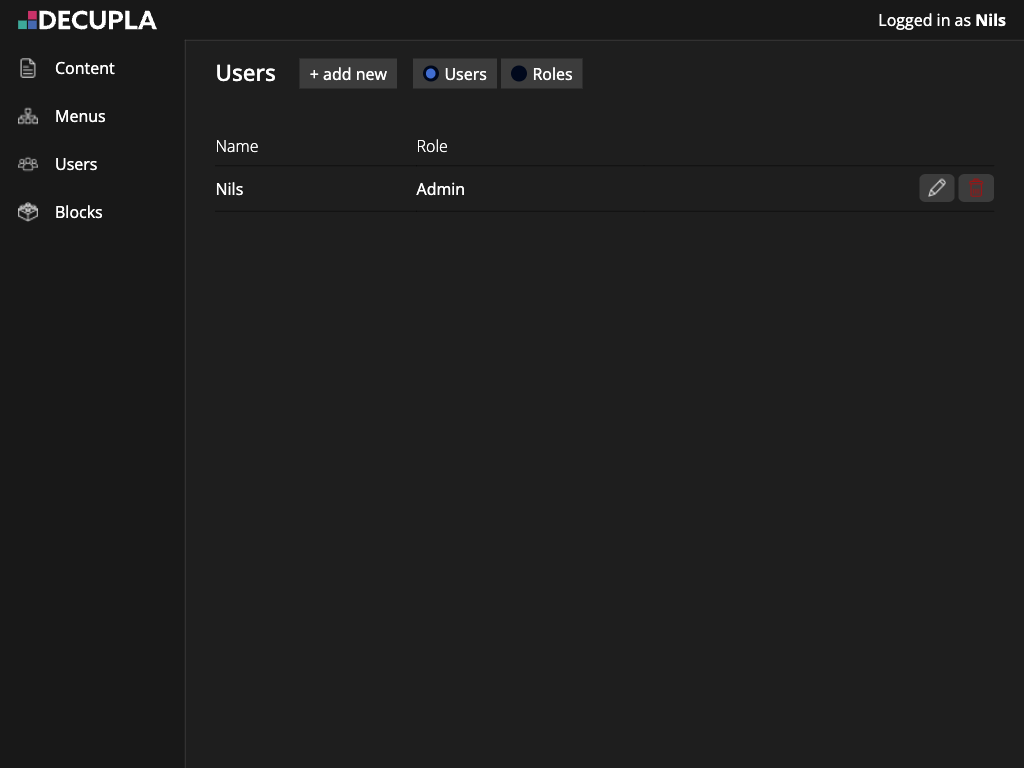 DECUPLA
Logged in as Nils
Content
Menus
Users
Blocks
Users
+ add new
Users
Roles
Name Role
Nils Admin